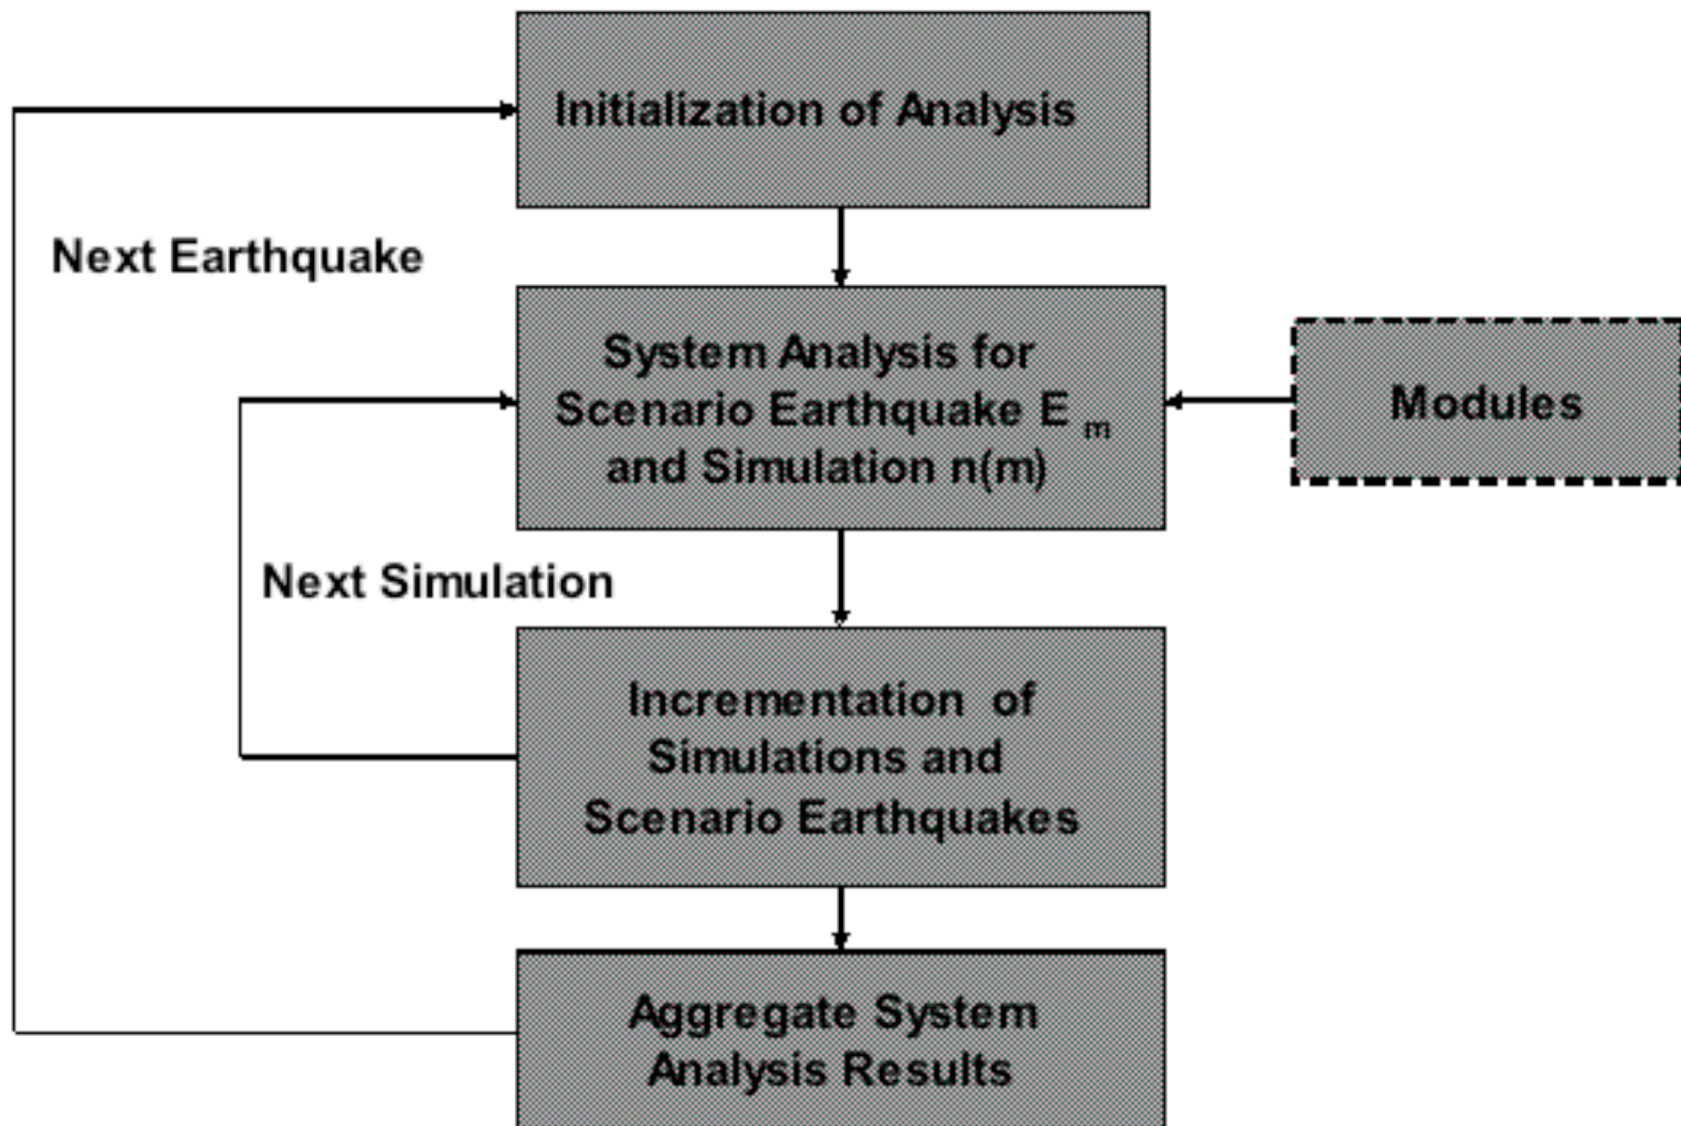 Initialization of Analysis
Next Earthquake
System Analysis for
Scenario Earthquake E m
and Simulation n(m)
Modules
Next Simulation
Incrementation of
Simulations and
Scenario Earthquakes
Aggregate System
Analysis Results